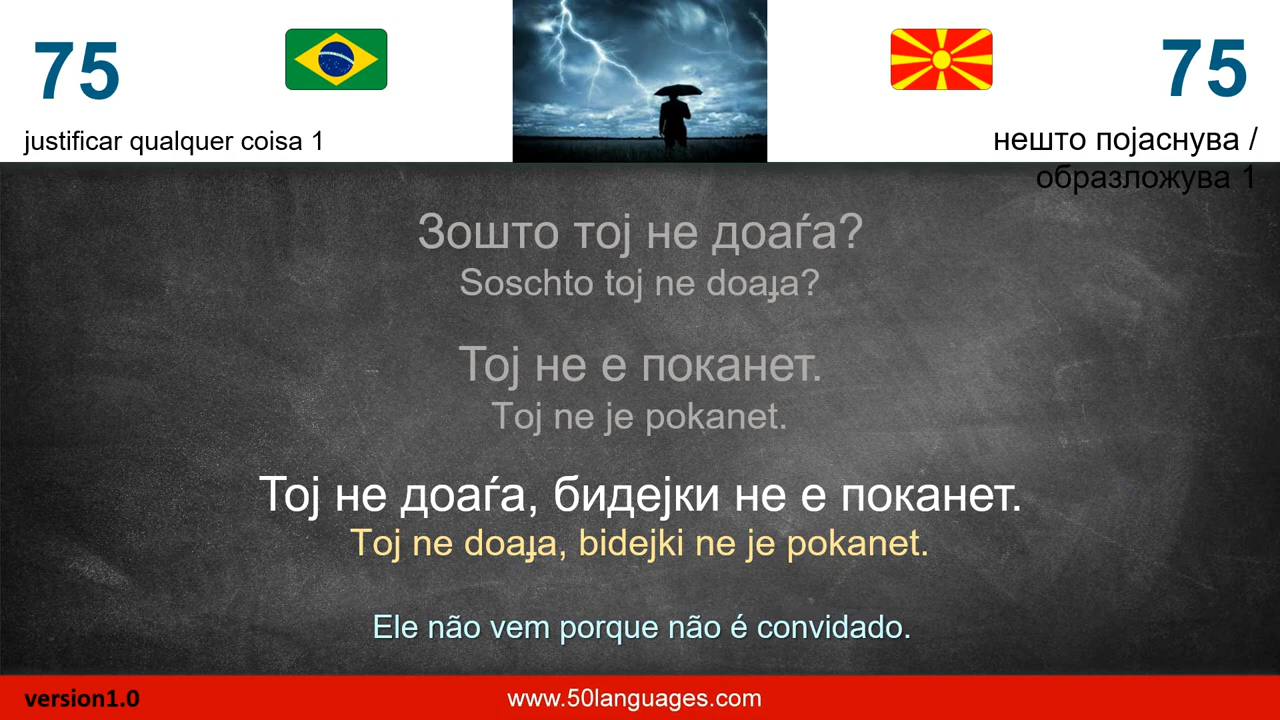 75
75
justificar qualquer coisa 1
нешто појаснува /
образложува 1
Зошто тој не доаѓа?
Soschto toj ne doaɟa?
Тој не е поканет.
Toj ne je pokanet.
Тој не доаѓа, бидејки не е поканет.
Toj ne doaɟa, bidejki ne je pokanet.
Ele não vem porque não é convidado.
version1.0
www.50languages.com